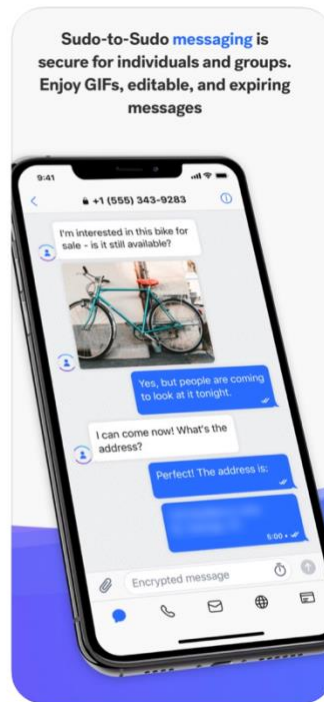 Sudo-to-Sudo messaging is
secure for individuals and groups.
Enjoy GIFs, editable, and expiring
messages
9:41
+1 (555) 343-9283
I'm interested in this bike for
sale - is it still available?
Yes, but people are coming
to look at it tonight.
I can come now! What's the
address?
Perfect! The address is:
5:00
Encrypted message